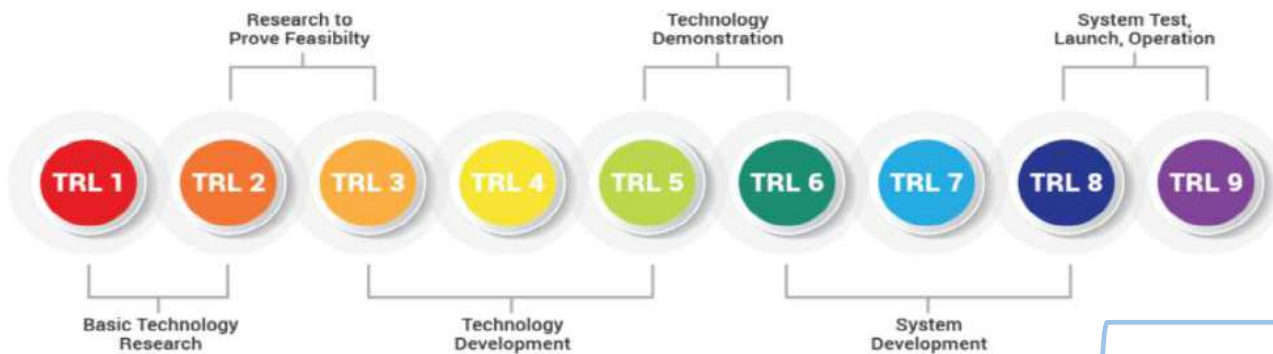 Research to
Prove Feasibilty
Technology
Demonstration
System Test,
Launch, Operation
TRL 1
TRL 2
TRL 3
TRL 4
TRL 5
TRL 6
TRL 7
TRL 8
TRL 9
Basic Technology
Research
Technology
Development
System
Development